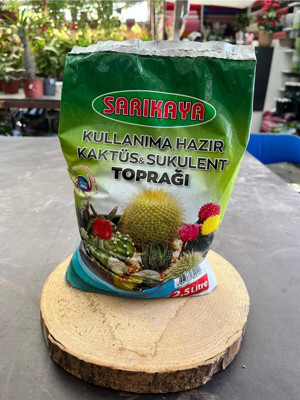 SARIKAYA
KULLANIMA HAZIR
KAKTÜS&SUKULENT
TOPRAĞI
2,5 Litre